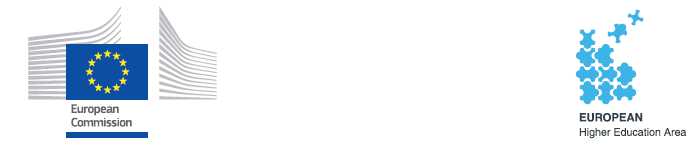 European
Commission
EUROPEAN
Higher Education Area